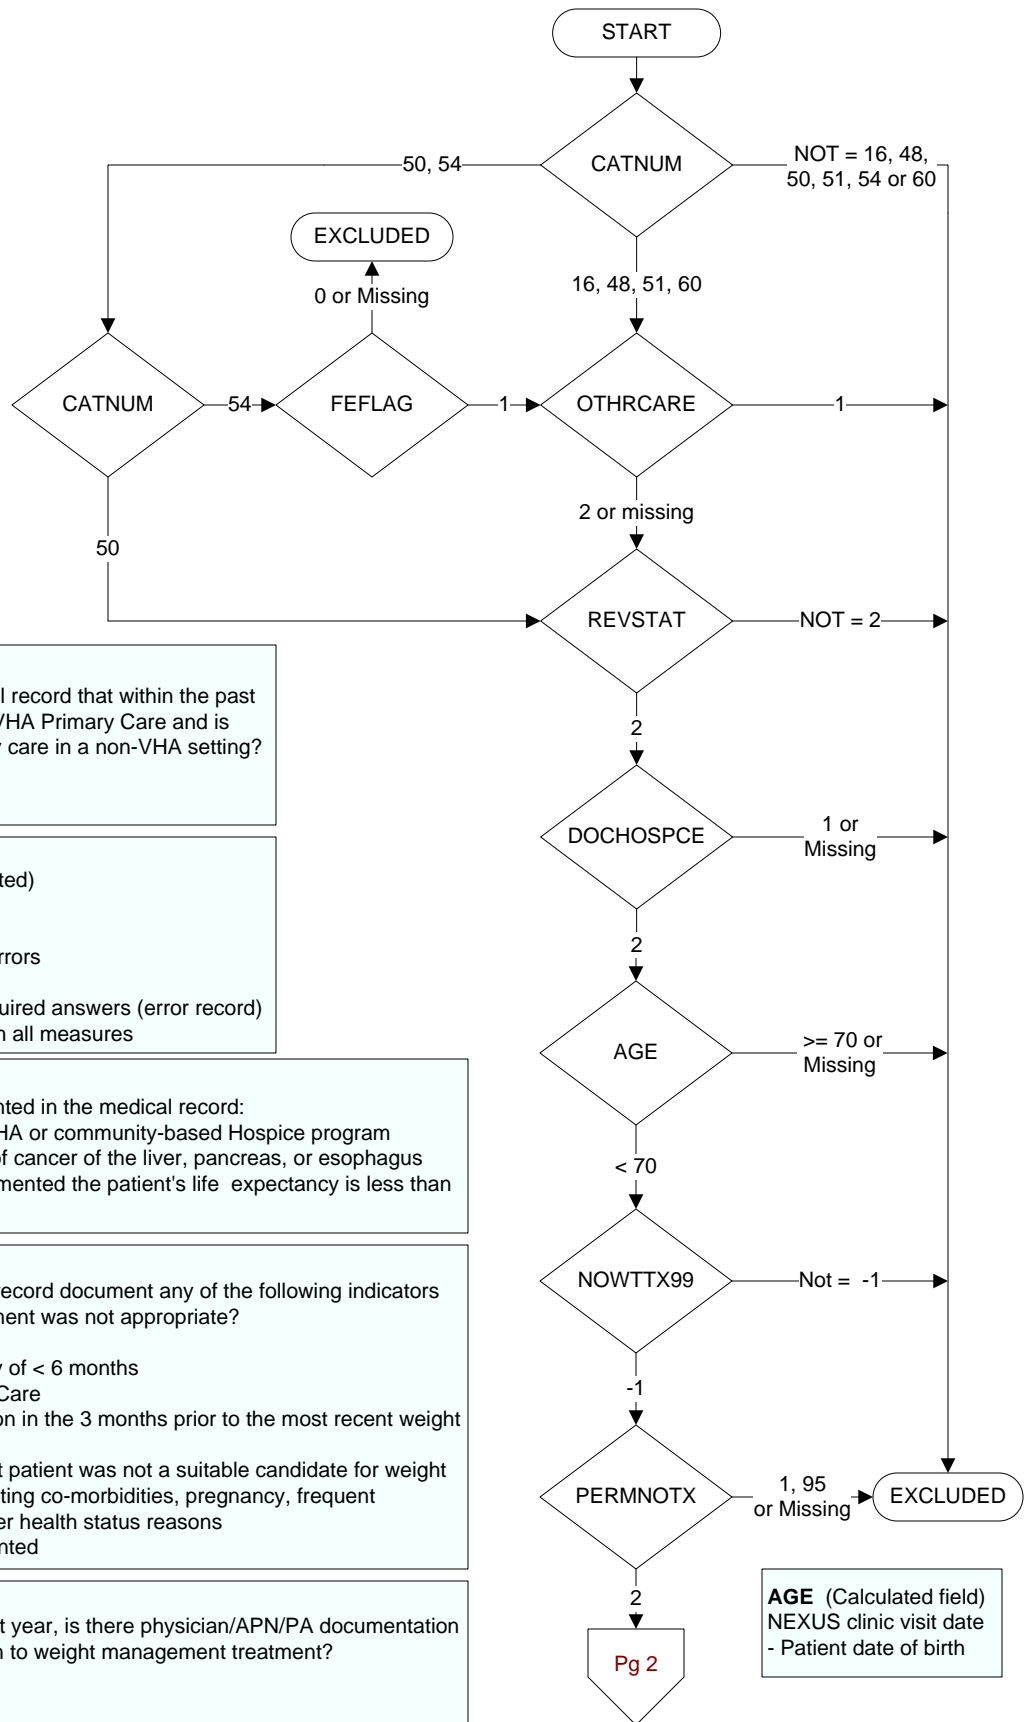 START
CATNUM
50, 54
NOT = 16, 48,
50, 51, 54 or 60
EXCLUDED
0 or Missing
16, 48, 51, 60
CATNUM
54
FEFLAG
1
OTHRCARE
1
2 or missing
50
REVSTAT
NOT = 2
2
l record that within the past
VHA Primary Care and is
care in a non-VHA setting?
DOCHOSPCE
1 or
Missing
2
ted)
rrors
uired answers (error record)
n all measures
AGE
>= 70 or
Missing
< 70
nted in the medical record:
HA or community-based Hospice program
of cancer of the liver, pancreas, or esophagus
mented the patient's life expectancy is less than
NOWTTX99
Not = -1
-1
record document any of the following indicators
ment was not appropriate?
y of < 6 months
Care
on in the 3 months prior to the most recent weight
t patient was not a suitable candidate for weight
ting co-morbidities, pregnancy, frequent
er health status reasons
nted
PERMNOTX
1, 95
or Missing
EXCLUDED
2
t year, is there physician/APN/PA documentation
n to weight management treatment?
Pg 2
AGE (Calculated field)
NEXUS clinic visit date
- Patient date of birth